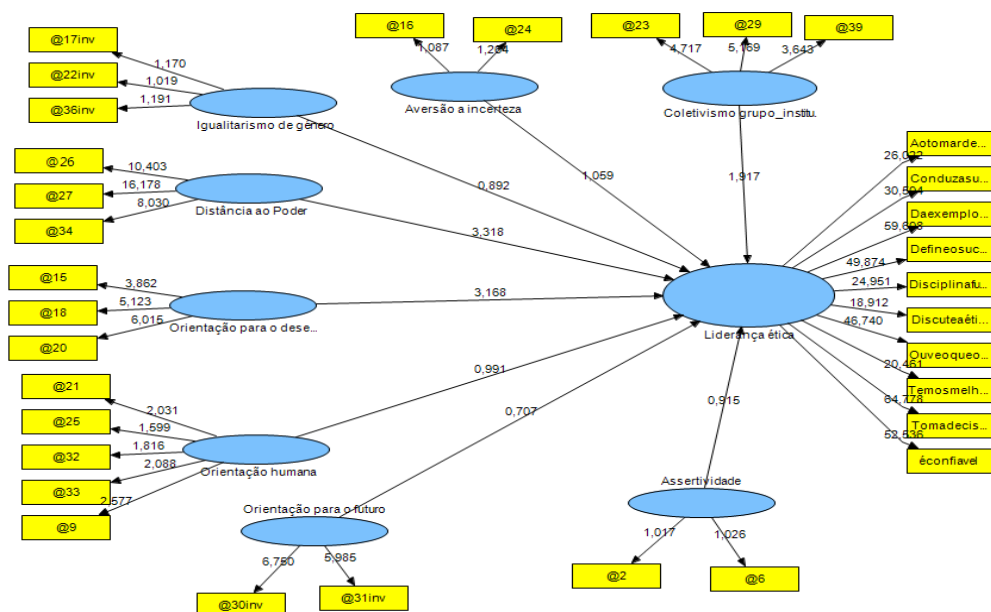 @16
@24
1,087
1,204
Aversão a incerteza
1,059
@23
@29
@39
4,717
5,169
3,643
Coletivismo grupo_institu.
1,917
@17inv
@22inv
@36inv
1,170
1,019
1,191
Igualitarismo de gênero
0,892
@26
@27
@34
10,403
16,178
8,030
Distância ao Poder
3,318
@15
@18
@20
3,862
5,123
6,015
Orientação para o dese...
3,168
@21
@25
@32
@33
@9
2,031
1,599
1,816
2,088
2,577
Orientação humana
0,991
Orientação para o futuro
0,707
6,750
5,985
@30inv
@31inv
Assertividade
0,915
1,017
1,026
@2
@6
Liderança ética
26,022
30,504
49,874
24,951
18,912
46,740
20,461
64,778
52,536
Aotomarde...
Conduzasu...
Daexemplo...
Defineosuc...
Disciplinafu...
Discuteaéti...
Ouveoqueo...
Temosmelh...
Tomadecis...
éconfiavel